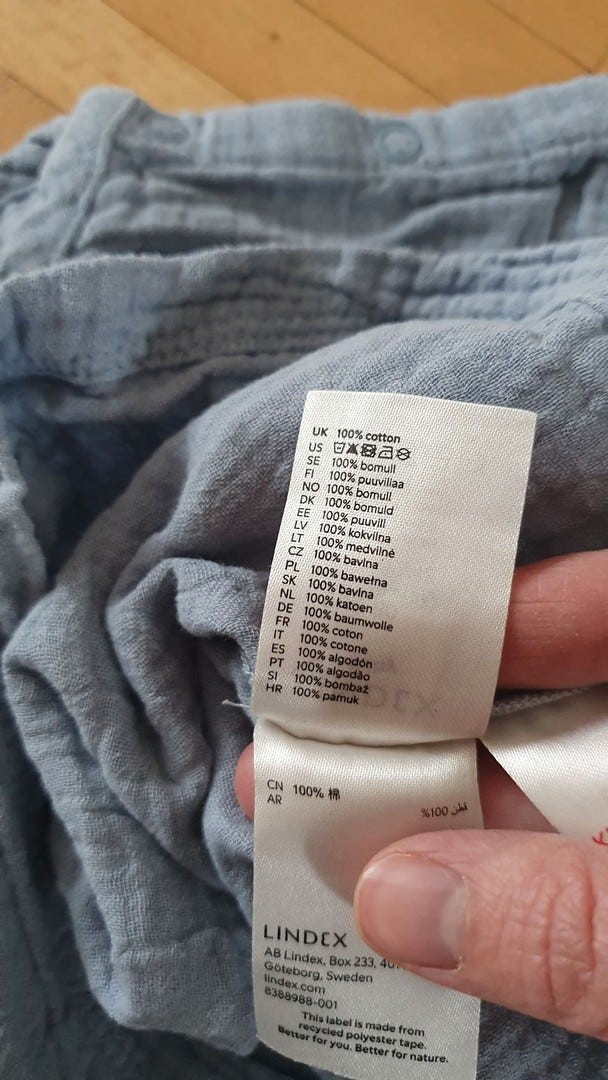 UK 100% cotton
US
SE 100% bomull
FI 100% puuvillaa
NO 100% bomull
DK 100% bomuld
EE 100% puuvill
LV 100% kokvilna
LT 100% medvilnė
CZ 100% bavlna
PL 100% bawełna
SK 100% bavlna
NL 100% katoen
DE 100% baumwolle
FR 100% coton
IT 100% cotone
ES 100% algodón
PT 100% algodão
SI 100% bombaž
HR 100% pamuk
CN 100% 棉
AR قطن 100%
LINDEX
AB Lindex, Box 233, 401
Göteborg, Sweden
lindex.com
8388988-001
This label is made from
recycled polyester tape.
Better for you. Better for nature.